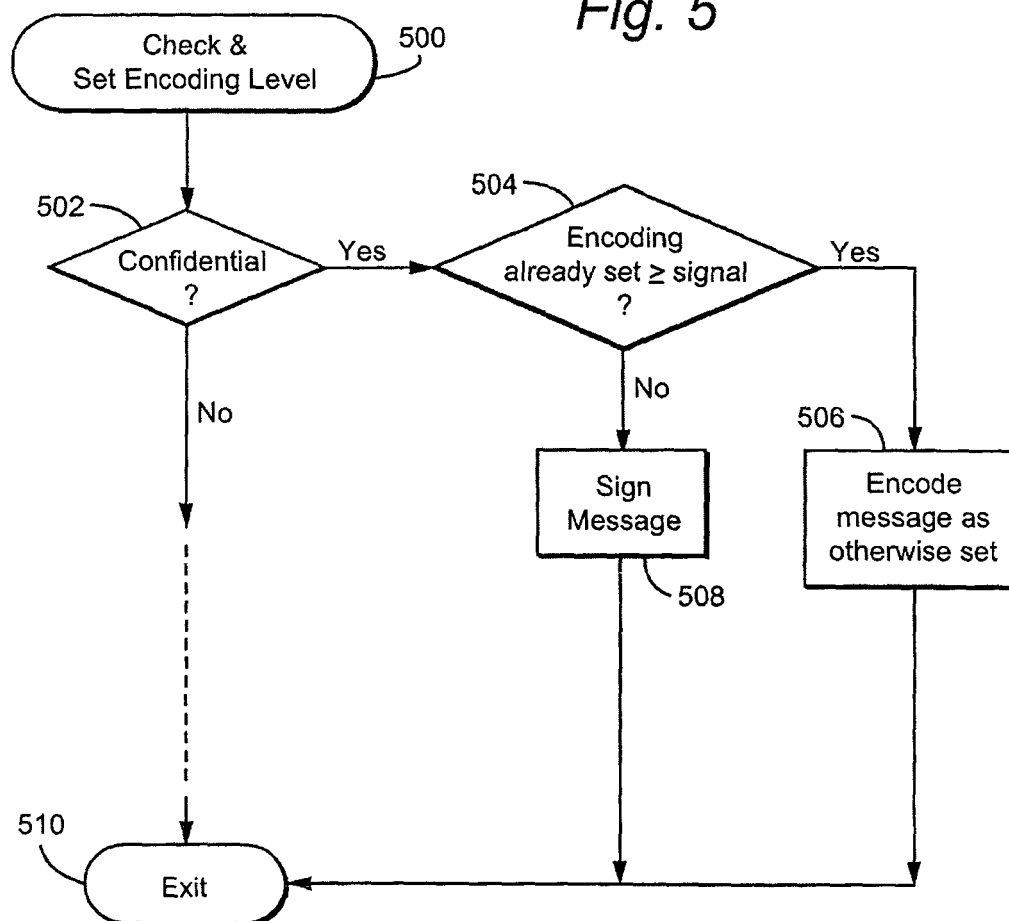 Fig. 5
Check &
Set Encoding Level
500
502
Confidential
?
Yes
504
Encoding
already set ≥ signal
?
Yes
No
No
506
Encode
message as
otherwise set
Sign
Message
508
510
Exit